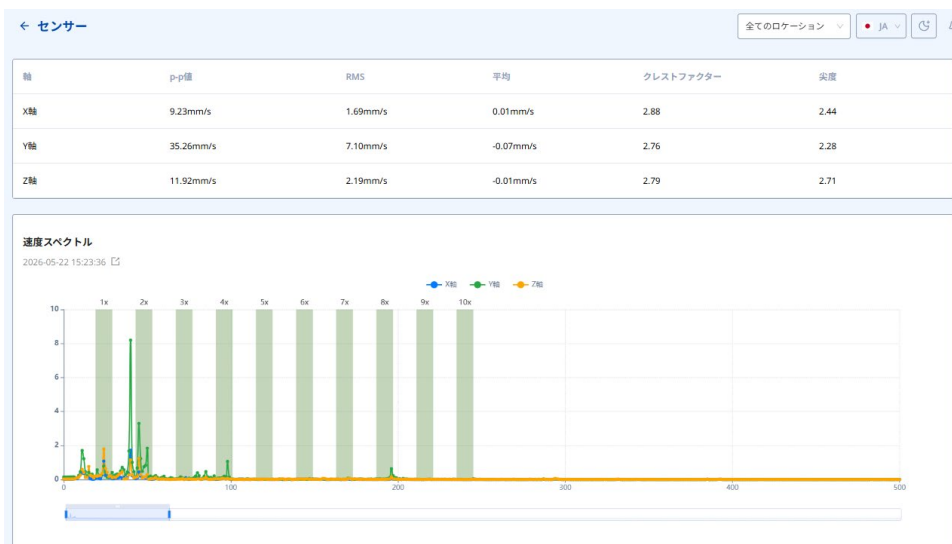 ← センサー
全てのロケーション JA
軸 p-p値 RMS 平均 クレストファクター 尖度
X軸 9.23mm/s 1.69mm/s 0.01mm/s 2.88 2.44
Y軸 35.26mm/s 7.10mm/s -0.07mm/s 2.76 2.28
Z軸 11.92mm/s 2.19mm/s -0.01mm/s 2.79 2.71
速度スペクトル
2026-05-22 15:23:36
X軸 Y軸 Z軸
1x 2x 3x 4x 5x 6x 7x 8x 9x 10x
10
8
6
4
2
0
0 100 200 300 400 500